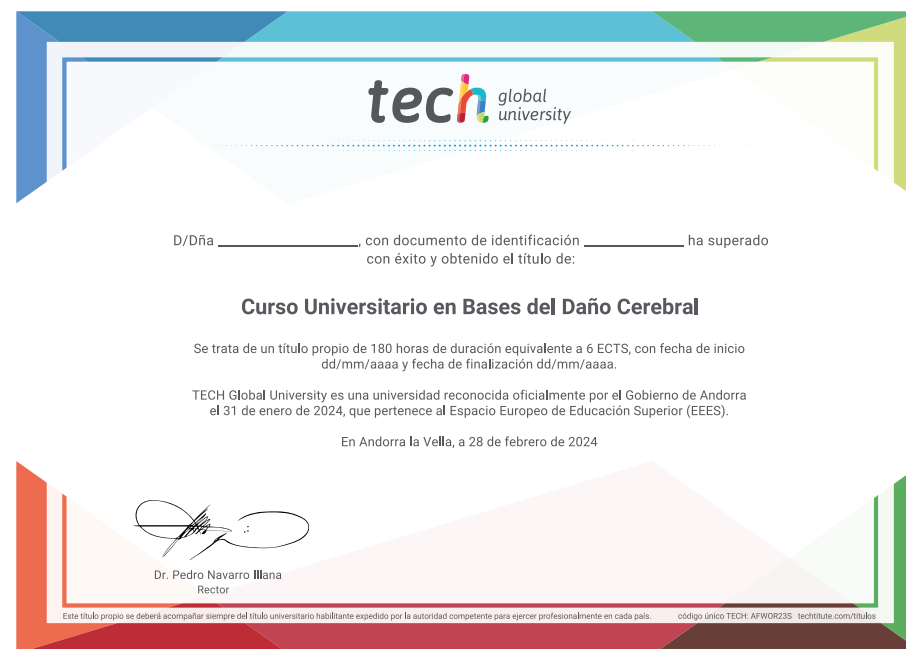 tech global university
D/Dña ____________________, con documento de identificación ______________ ha superado
con éxito y obtenido el título de:
Curso Universitario en Bases del Daño Cerebral
Se trata de un título propio de 180 horas de duración equivalente a 6 ECTS, con fecha de inicio
dd/mm/aaaa y fecha de finalización dd/mm/aaaa.
TECH Global University es una universidad reconocida oficialmente por el Gobierno de Andorra
el 31 de enero de 2024, que pertenece al Espacio Europeo de Educación Superior (EEES).
En Andorra la Vella, a 28 de febrero de 2024
Dr. Pedro Navarro Illana
Rector
Este título propio se deberá acompañar siempre del título universitario habilitante expedido por la autoridad competente para ejercer profesionalmente en cada país. código único TECH: AFWOR23S techtitute.com/titulos